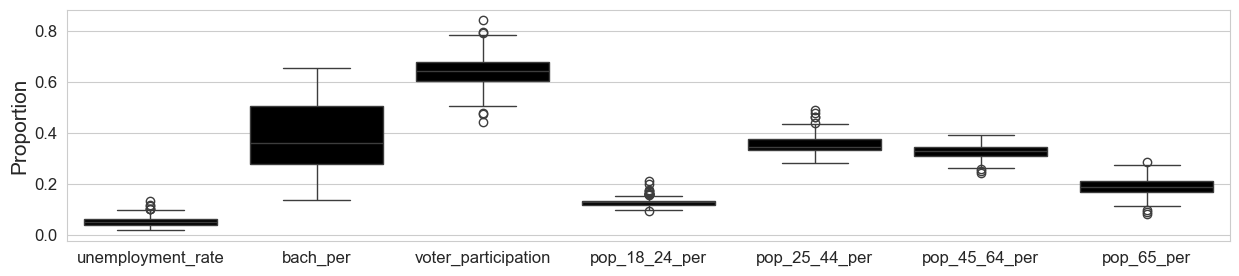 Proportion
0.8
0.6
0.4
0.2
0.0
unemployment_rate
bach_per
voter_participation
pop_18_24_per
pop_25_44_per
pop_45_64_per
pop_65_per